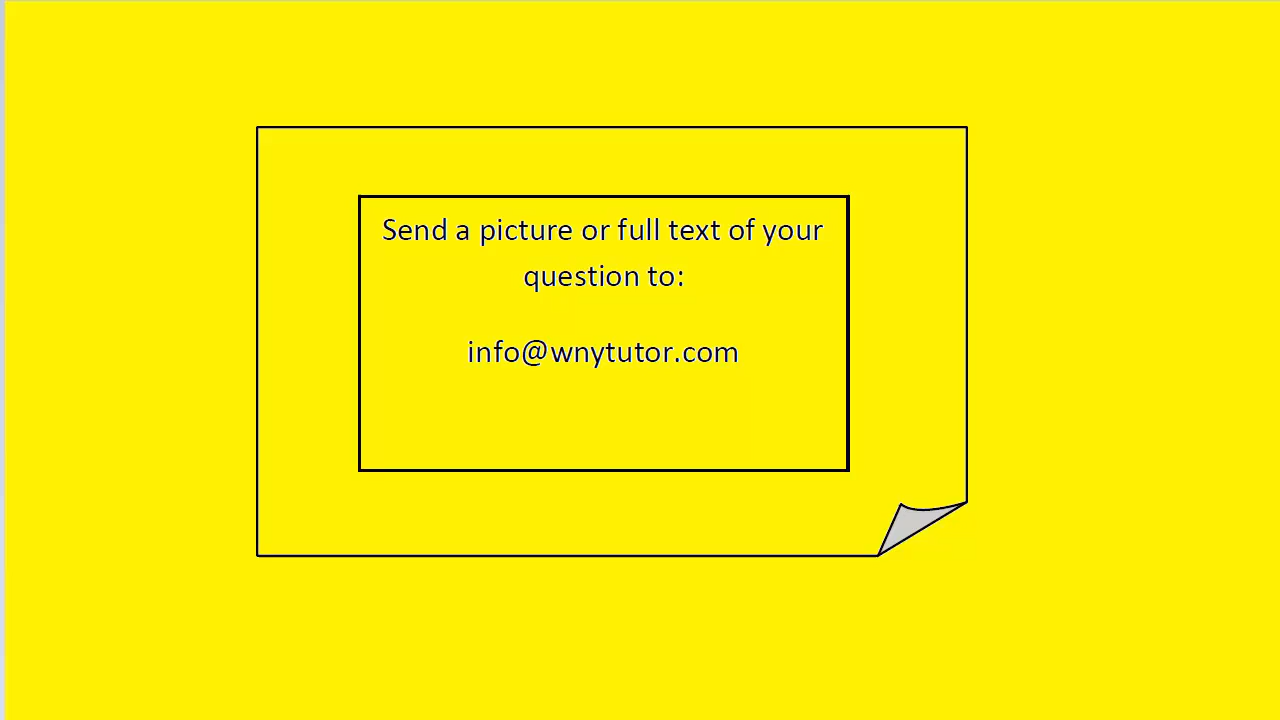 Send a picture or full text of your
question to:
info@wnytutor.com